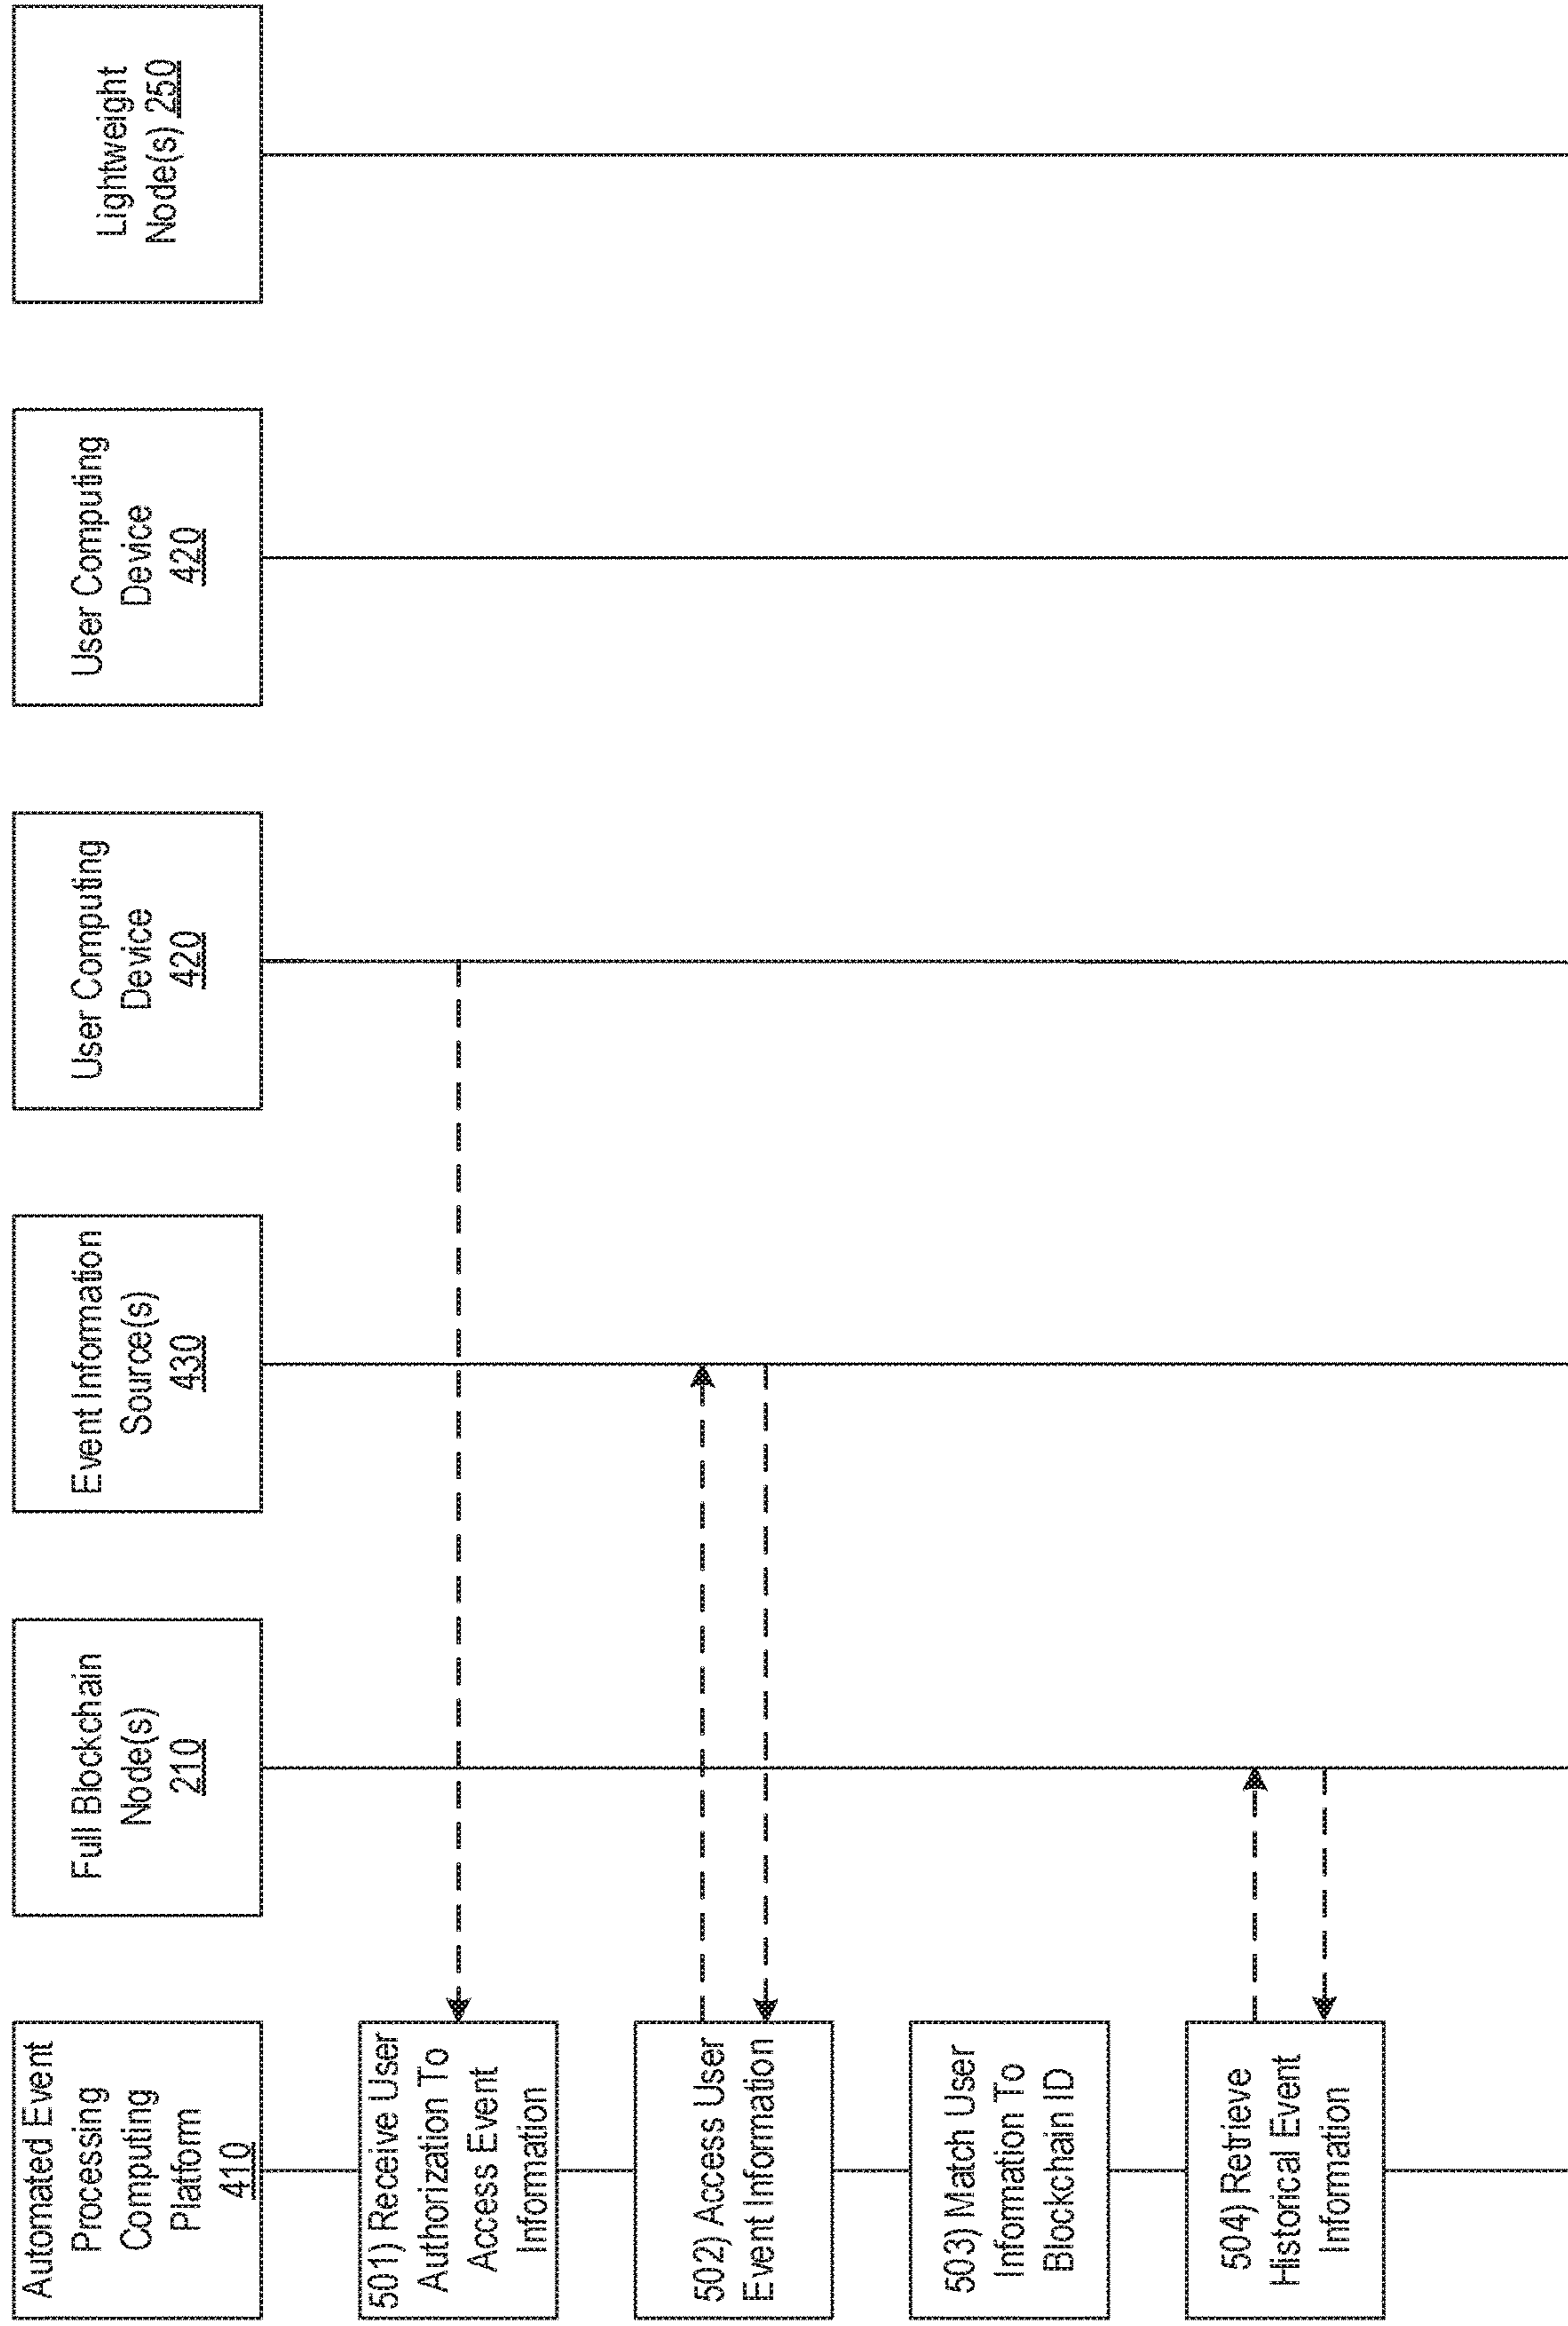 Automated Event
Processing
Computing
Platform
410
Full Blockchain
Node(s)
210
Event Information
Source(s)
430
User Computing
Device
420
User Computing
Device
420
Lightweight
Node(s) 250
501) Receive User
Authorization To
Access Event
Information
502) Access User
Event Information
503) Match User
Information To
Blockchain ID
504) Retrieve
Historical Event
Information